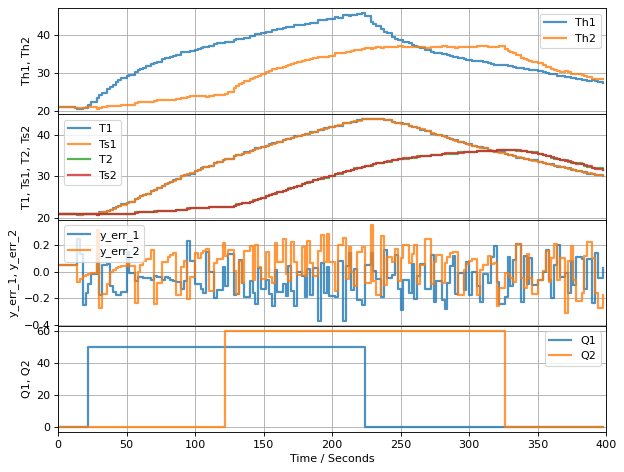 Th1, Th2
40
30
20
Th1
Th2
T1, Ts1, T2, Ts2
40
30
20
T1
Ts1
T2
Ts2
y_err_1, y_err_2
0.2
0.0
−0.2
−0.4
y_err_1
y_err_2
Q1, Q2
60
40
20
0
Q1
Q2
0 50 100 150 200 250 300 350 400
Time / Seconds